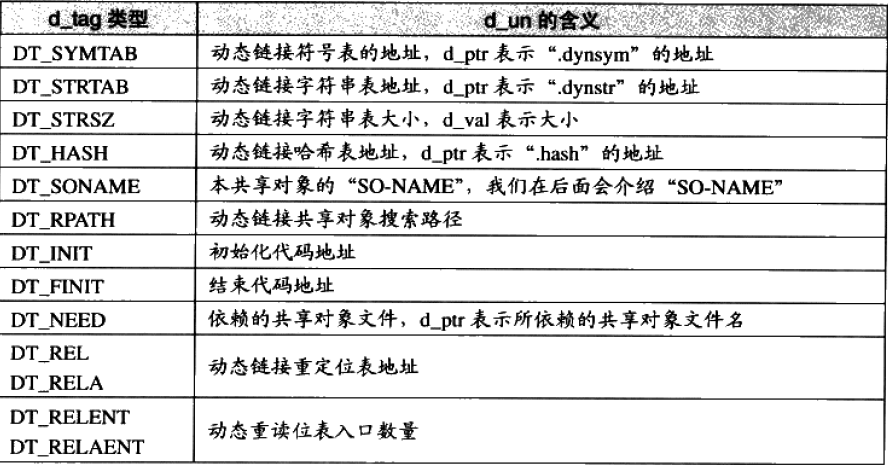 d_tag 类型 d_un 的含义
DT_SYMTAB 动态链接符号表的地址，d_ptr 表示“.dynsym”的地址
DT_STRTAB 动态链接字符串表地址，d_ptr 表示“.dynstr”的地址
DT_STRSZ 动态链接字符串表大小，d_val 表示大小
DT_HASH 动态链接哈希表地址，d_ptr 表示“.hash”的地址
DT_SONAME 本共享对象的“SO-NAME”，我们在后面会介绍“SO-NAME”
DT_RPATH 动态链接共享对象搜索路径
DT_INIT 初始化代码地址
DT_FINIT 结束代码地址
DT_NEED 依赖的共享对象文件，d_ptr 表示所依赖的共享对象文件名
DT_REL
DT_RELA
动态链接重定位表地址
DT_RELENT
DT_RELAENT
动态重读位表入口数量